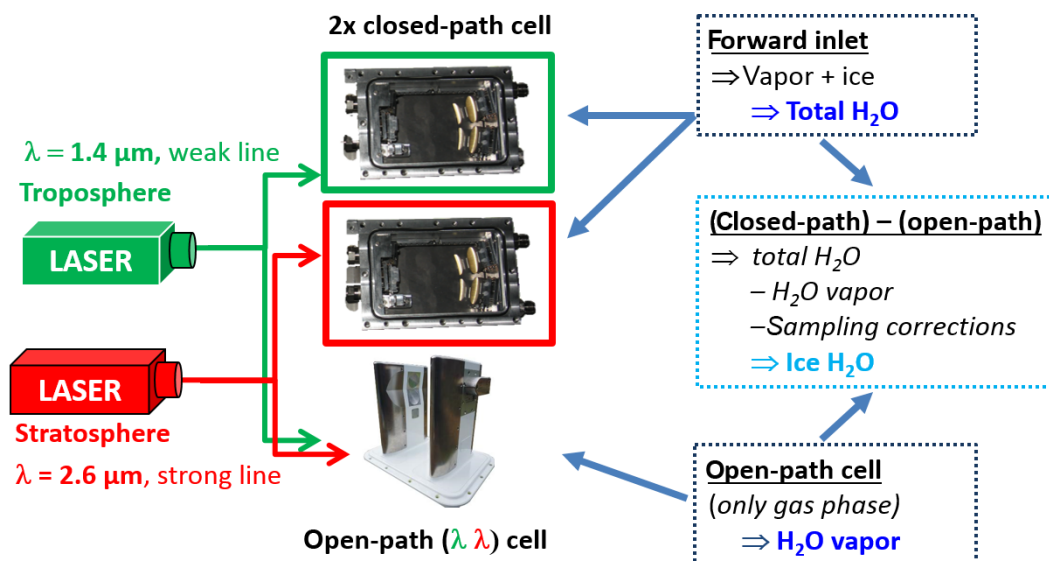 2x closed-path cell
λ = 1.4 μm, weak line
Troposphere
LASER
LASER
Stratosphere
λ = 2.6 μm, strong line
Open-path (λ λ) cell
Forward inlet
⇒ Vapor + ice
⇒ Total H₂O
(Closed-path) – (open-path)
⇒ total H₂O
– H₂O vapor
–Sampling corrections
⇒ Ice H₂O
Open-path cell
(only gas phase)
⇒ H₂O vapor